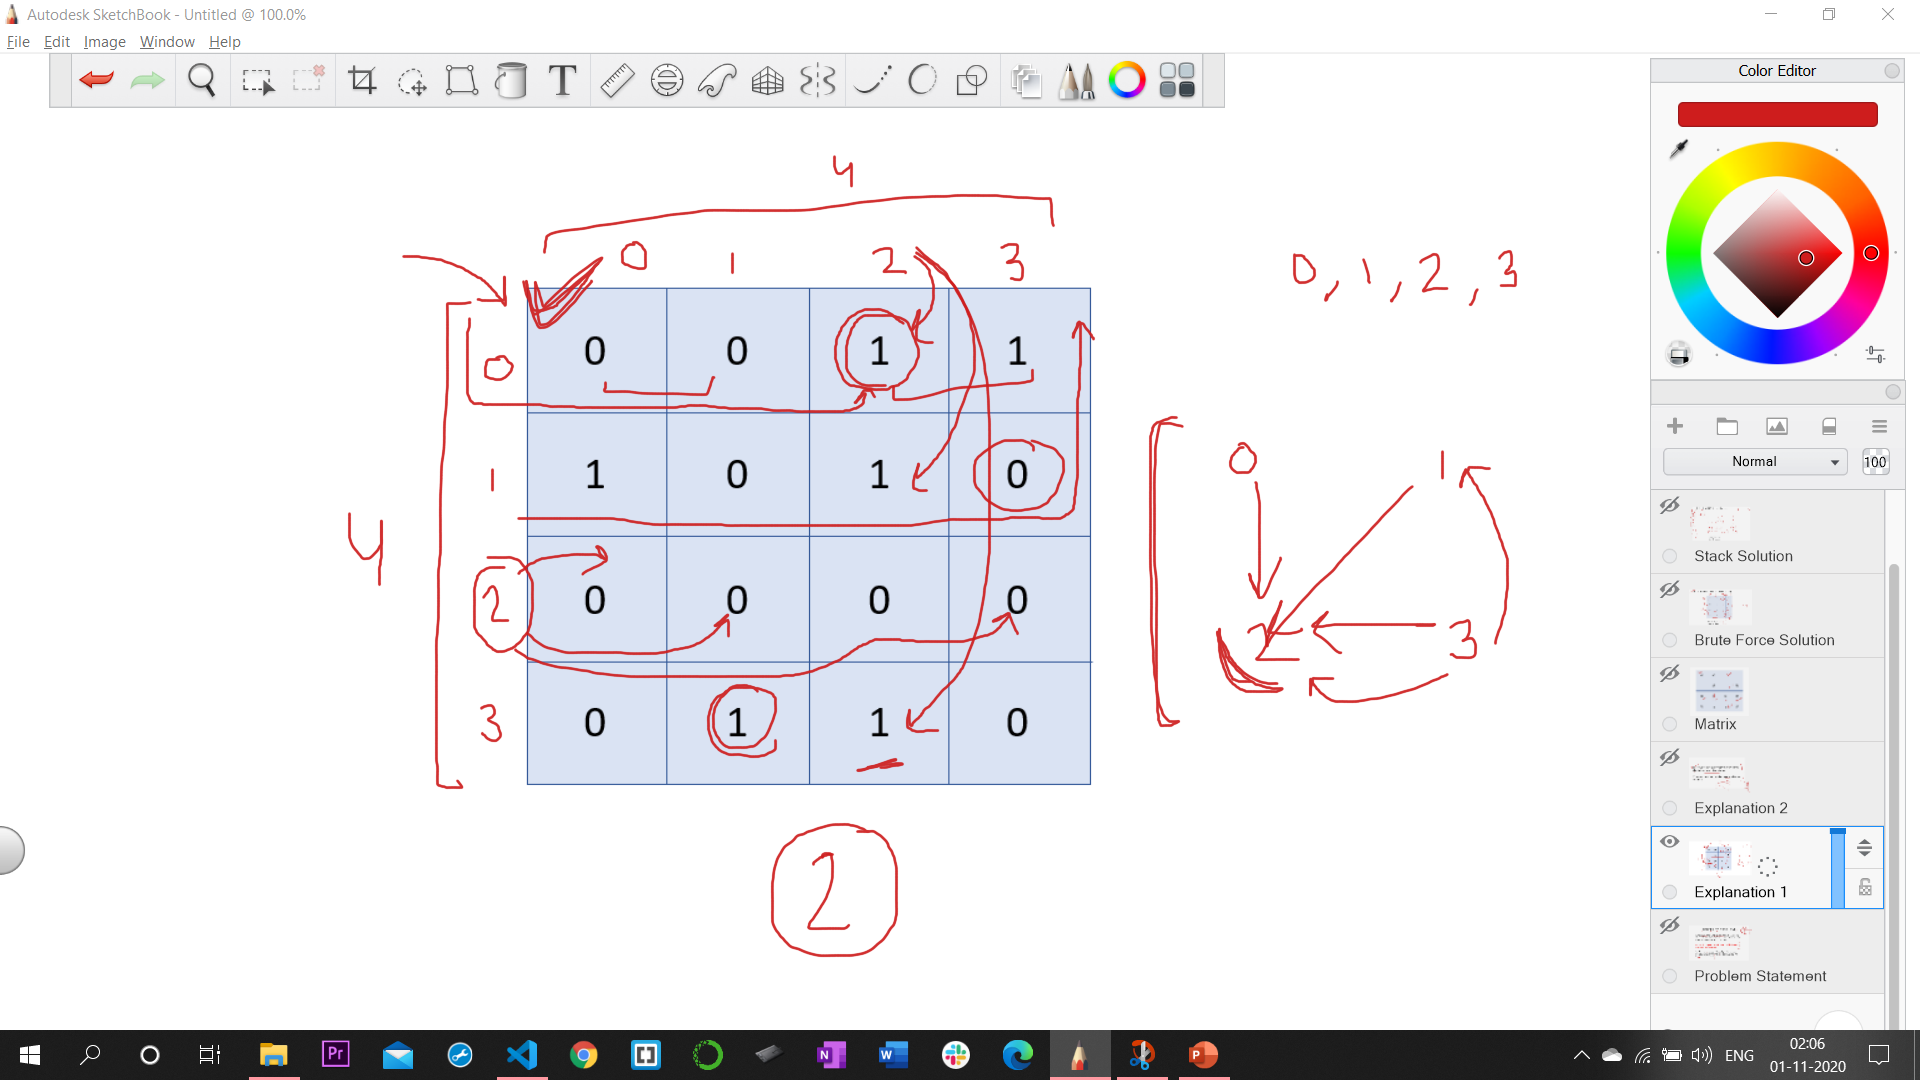 Autodesk SketchBook - Untitled @ 100.0%
File Edit Image Window Help
T
Color Editor
4
0 1 2 3
0, 1, 2, 3
0 0 0 1 1
1 1 0 1 0
2 0 0 0 0
3 0 1 1 0
4
0 1
2 3
2
Normal 100
Stack Solution
Brute Force Solution
Matrix
Explanation 2
Explanation 1
Problem Statement
Pr N W P
ENG
02:06
01-11-2020